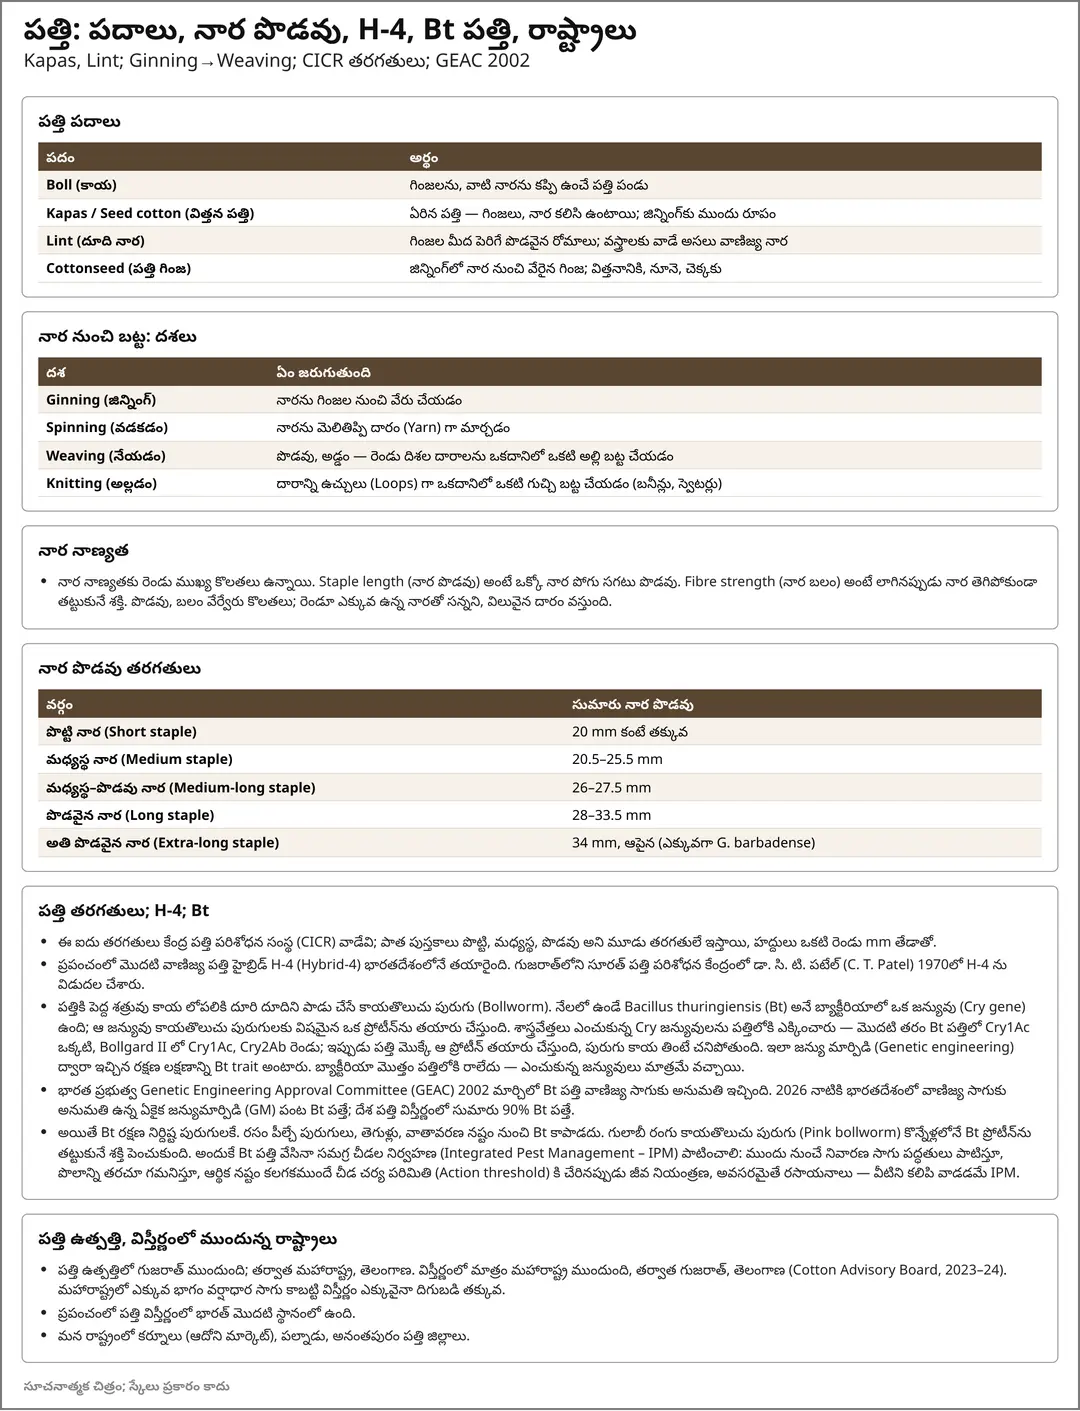 పత్తి: పదాలు, నార పొడవు, H-4, Bt పత్తి, రాష్ట్రాలు
Kapas, Lint; Ginning→Weaving; CICR తరగతులు; GEAC 2002
పత్తి పదాలు
పదం అర్థం
Boll (కాయ) గింజలను, వాటి నారను కప్పి ఉంచే పత్తి పండు
Kapas / Seed cotton (విత్తన పత్తి) ఏరిన పత్తి — గింజలు, నార కలిసి ఉంటాయి; జిన్నింగ్‌కు ముందు రూపం
Lint (దూది నార) గింజల మీద పెరిగే పొడవైన రోమాలు; వస్త్రాలకు వాడే అసలు వాణిజ్య నార
Cottonseed (పత్తి గింజ) జిన్నింగ్‌లో నార నుంచి వేరైన గింజ; విత్తనానికి, నూనె, చెక్కకు
నార నుంచి బట్ట: దశలు
దశ ఏం జరుగుతుంది
Ginning (జిన్నింగ్) నారను గింజల నుంచి వేరు చేయడం
Spinning (వడకడం) నారను మెలితిప్పి దారం (Yarn) గా మార్చడం
Weaving (నేయడం) పొడవు, అడ్డం — రెండు దిశల దారాలను ఒకదానిలో ఒకటి అల్లి బట్ట చేయడం
Knitting (అల్లడం) దారాన్ని ఉచ్చులు (Loops) గా ఒకదానిలో ఒకటి గుచ్చి బట్ట చేయడం (బనీన్లు, స్వెటర్లు)
నార నాణ్యత
• నార నాణ్యతకు రెండు ముఖ్య కొలతలు ఉన్నాయి. Staple length (నార పొడవు) అంటే ఒక్కో నార పోగు సగటు పొడవు. Fibre strength (నార బలం) అంటే లాగినప్పుడు నార తెగిపోకుండా
తట్టుకునే శక్తి. పొడవు, బలం వేర్వేరు కొలతలు; రెండూ ఎక్కువ ఉన్న నారతో సన్నని, విలువైన దారం వస్తుంది.
నార పొడవు తరగతులు
వర్గం సుమారు నార పొడవు
పొట్టి నార (Short staple) 20 mm కంటే తక్కువ
మధ్యస్థ నార (Medium staple) 20.5–25.5 mm
మధ్యస్థ–పొడవు నార (Medium-long staple) 26–27.5 mm
పొడవైన నార (Long staple) 28–33.5 mm
అతి పొడవైన నార (Extra-long staple) 34 mm, ఆపైన (ఎక్కువగా G. barbadense)
పత్తి తరగతులు; H-4; Bt
• ఈ ఐదు తరగతులు కేంద్ర పత్తి పరిశోధన సంస్థ (CICR) వాడేవి; పాత పుస్తకాలు పొట్టి, మధ్యస్థ, పొడవు అని మూడు తరగతులే ఇస్తాయి, హద్దులు ఒకటి రెండు mm తేడాతో.
• ప్రపంచంలో మొదటి వాణిజ్య పత్తి హైబ్రిడ్ H-4 (Hybrid-4) భారతదేశంలోనే తయారైంది. గుజరాత్‌లోని సూరత్ పత్తి పరిశోధన కేంద్రంలో డా. సి. టి. పటేల్ (C. T. Patel) 1970లో H-4 ను
విడుదల చేశారు.
• పత్తికి పెద్ద శత్రువు కాయ లోపలికి దూరి దూదిని పాడు చేసే కాయతొలుచు పురుగు (Bollworm). నేలలో ఉండే Bacillus thuringiensis (Bt) అనే బ్యాక్టీరియాలో ఒక జన్యువు (Cry gene)
ఉంది; ఆ జన్యువు కాయతొలుచు పురుగులకు విషమైన ఒక ప్రోటీన్‌ను తయారు చేస్తుంది. శాస్త్రవేత్తలు ఎంచుకున్న Cry జన్యువులను పత్తిలోకి ఎక్కించారు — మొదటి తరం Bt పత్తిలో Cry1Ac
ఒక్కటి, Bollgard II లో Cry1Ac, Cry2Ab రెండు; ఇప్పుడు పత్తి మొక్కే ఆ ప్రోటీన్ తయారు చేస్తుంది, పురుగు కాయ తింటే చనిపోతుంది. ఇలా జన్యు మార్పిడి (Genetic engineering)
ద్వారా ఇచ్చిన రక్షణ లక్షణాన్ని Bt trait అంటారు. బ్యాక్టీరియా మొత్తం పత్తిలోకి రాలేదు — ఎంచుకున్న జన్యువులు మాత్రమే వచ్చాయి.
• భారత ప్రభుత్వ Genetic Engineering Approval Committee (GEAC) 2002 మార్చిలో Bt పత్తి వాణిజ్య సాగుకు అనుమతి ఇచ్చింది. 2026 నాటికి భారతదేశంలో వాణిజ్య సాగుకు
అనుమతి ఉన్న ఏకైక జన్యుమార్పిడి (GM) పంట Bt పత్తే; దేశ పత్తి విస్తీర్ణంలో సుమారు 90% Bt పత్తే.
• అయితే Bt రక్షణ నిర్దిష్ట పురుగులకే. రసం పీల్చే పురుగులు, తెగుళ్లు, వాతావరణ నష్టం నుంచి Bt కాపాడదు. గులాబీ రంగు కాయతొలుచు పురుగు (Pink bollworm) కొన్నేళ్లలోనే Bt ప్రోటీన్‌ను
తట్టుకునే శక్తి పెంచుకుంది. అందుకే Bt పత్తి వేసినా సమగ్ర చీడల నిర్వహణ (Integrated Pest Management – IPM) పాటించాలి: ముందు నుంచే నివారణ సాగు పద్ధతులు పాటిస్తూ,
పొలాన్ని తరచూ గమనిస్తూ, ఆర్థిక నష్టం కలగకముందే చీడ చర్య పరిమితి (Action threshold) కి చేరినప్పుడు జీవ నియంత్రణ, అవసరమైతే రసాయనాలు — వీటిని కలిపి వాడడమే IPM.
పత్తి ఉత్పత్తి, విస్తీర్ణంలో ముందున్న రాష్ట్రాలు
• పత్తి ఉత్పత్తిలో గుజరాత్ ముందుంది; తర్వాత మహారాష్ట్ర, తెలంగాణ. విస్తీర్ణంలో మాత్రం మహారాష్ట్ర ముందుంది, తర్వాత గుజరాత్, తెలంగాణ (Cotton Advisory Board, 2023–24).
మహారాష్ట్రలో ఎక్కువ భాగం వర్షాధార సాగు కాబట్టి విస్తీర్ణం ఎక్కువైనా దిగుబడి తక్కువ.
• ప్రపంచంలో పత్తి విస్తీర్ణంలో భారత్ మొదటి స్థానంలో ఉంది.
• మన రాష్ట్రంలో కర్నూలు (ఆదోని మార్కెట్), పల్నాడు, అనంతపురం పత్తి జిల్లాలు.
సూచనాత్మక చిత్రం; స్కేలు ప్రకారం కాదు